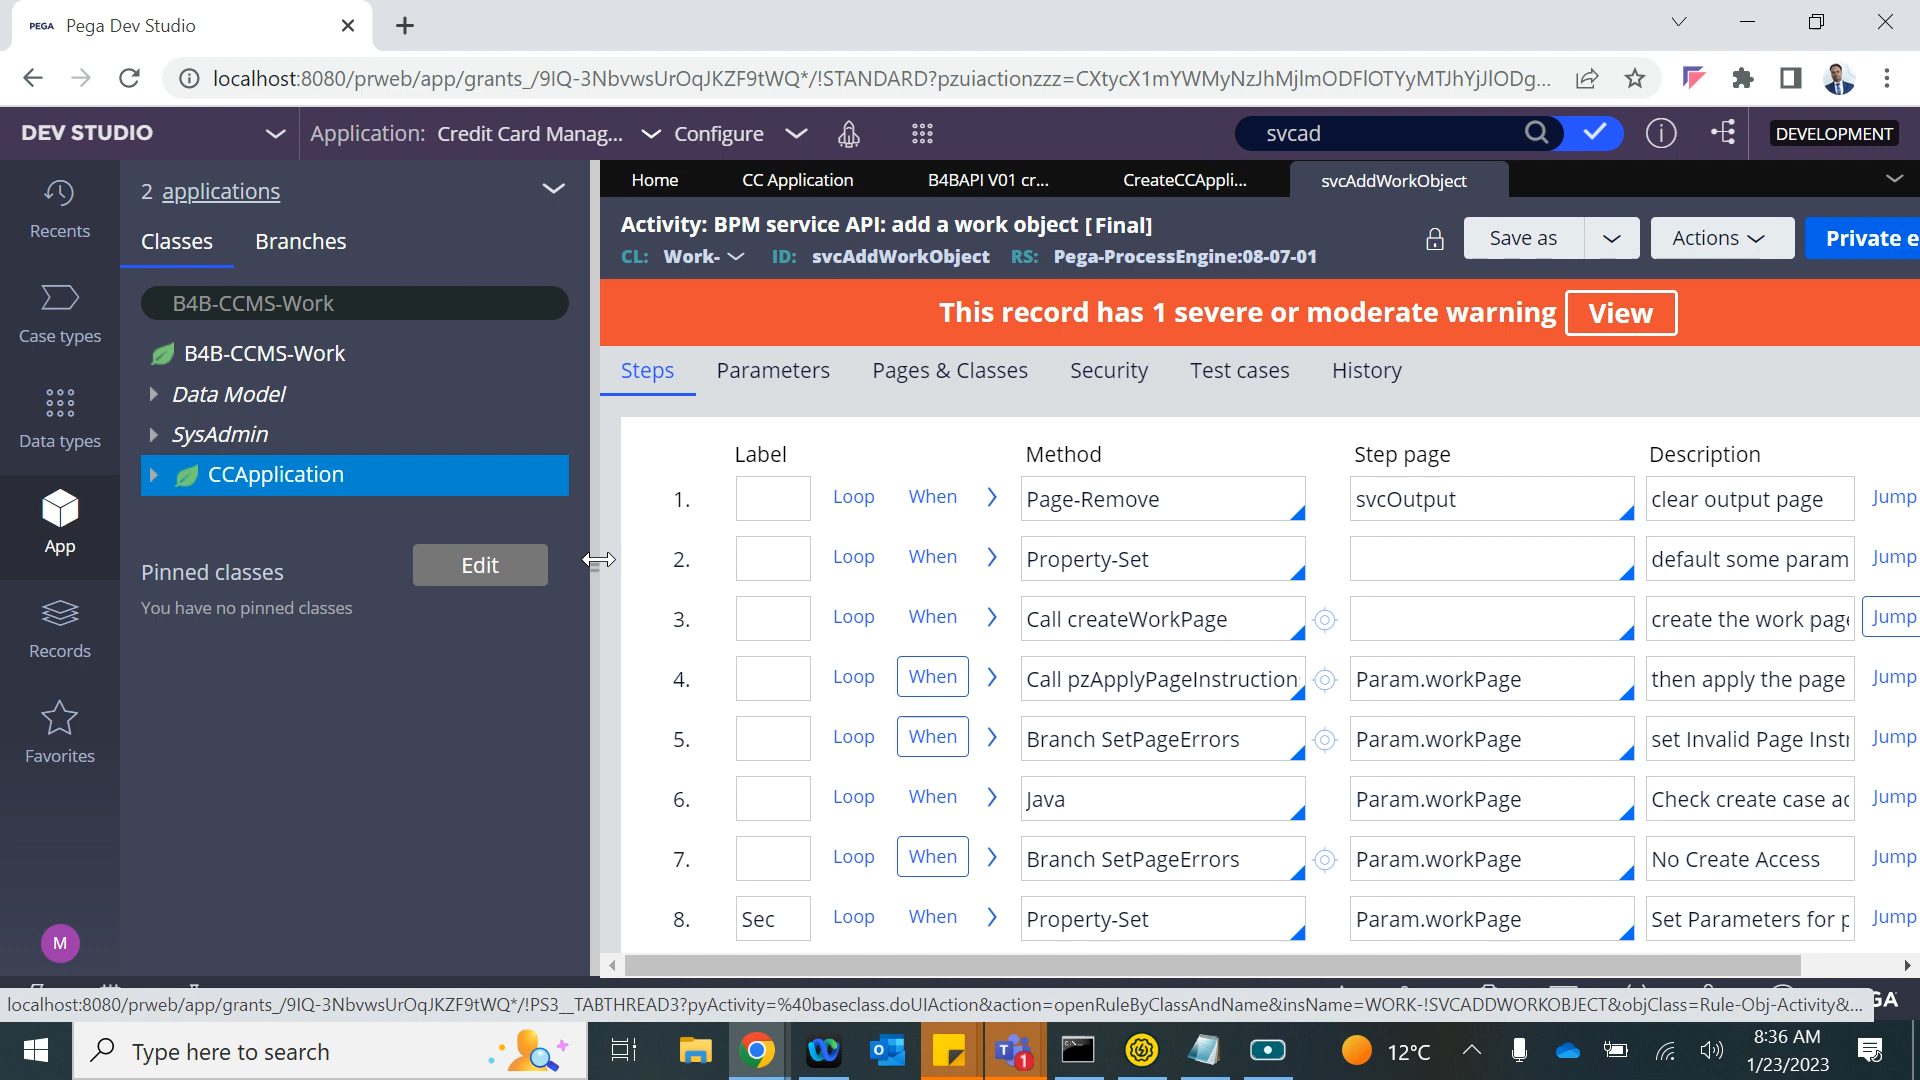 PEGA Pega Dev Studio
localhost:8080/prweb/app/grants_/9IQ-3NbvwsUrOqJKZF9tWQ*/!STANDARD?pzuiactionzzz=CXtycX1mYWMyNzJhMjlmODFlOTYyMTJhYjJlODg...
DEV STUDIO Application: Credit Card Manag... Configure svcad DEVELOPMENT
Recents
Case types
Data types
App
Records
Favorites
M
2 applications
Classes Branches
B4B-CCMS-Work
B4B-CCMS-Work
Data Model
SysAdmin
CCApplication
Pinned classes Edit
You have no pinned classes
Home CC Application B4BAPI V01 cr... CreateCCAppli... svcAddWorkObject
Activity: BPM service API: add a work object [Final]
CL: Work- ID: svcAddWorkObject RS: Pega-ProcessEngine:08-07-01
Save as Actions Private e
This record has 1 severe or moderate warning View
Steps Parameters Pages & Classes Security Test cases History
Label Method Step page Description
1. Loop When Page-Remove svcOutput clear output page Jump
2. Loop When Property-Set default some param Jump
3. Loop When Call createWorkPage create the work page Jump
4. Loop When Call pzApplyPageInstruction Param.workPage then apply the page Jump
5. Loop When Branch SetPageErrors Param.workPage set Invalid Page Instr Jump
6. Loop When Java Param.workPage Check create case ac Jump
7. Loop When Branch SetPageErrors Param.workPage No Create Access Jump
8. Sec Loop When Property-Set Param.workPage Set Parameters for p Jump
localhost:8080/prweb/app/grants_/9IQ-3NbvwsUrOqJKZF9tWQ*/!PS3__TABTHREAD3?pyActivity=%40baseclass.doUIAction&action=openRuleByClassAndName&insName=WORK-!SVCADDWORKOBJECT&objClass=Rule-Obj-Activity&... GA
Type here to search
1
12°C
8:36 AM
1/23/2023